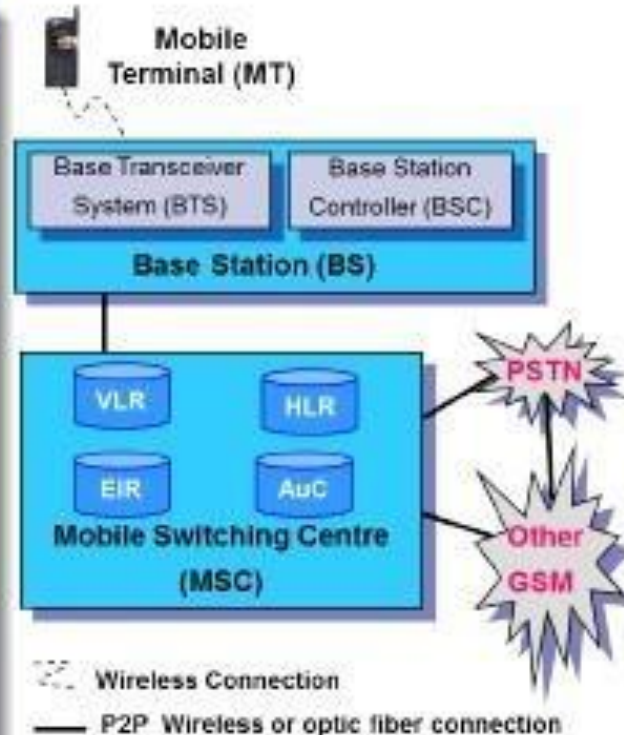 Mobile
Terminal (MT)
Base Transceiver
System (BTS)
Base Station
Controller (BSC)
Base Station (BS)
VLR
HLR
EIR
AuC
Mobile Switching Centre
(MSC)
PSTN
Other
GSM
Wireless Connection
P2P Wireless or optic fiber connection